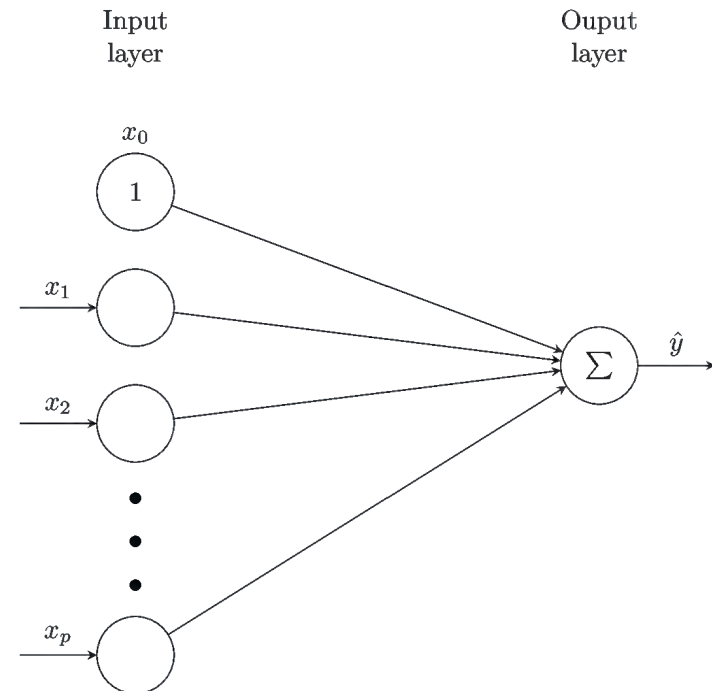 Input
layer
Ouput
layer
x₀
1
x₁
x₂
Σ
ŷ
xₚ